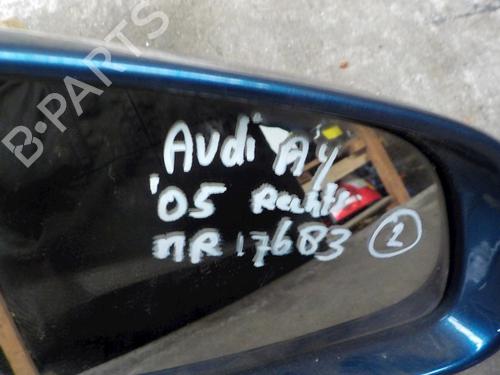 B-PARTS
Audi A4
'05 Rechts
nR 17683 2